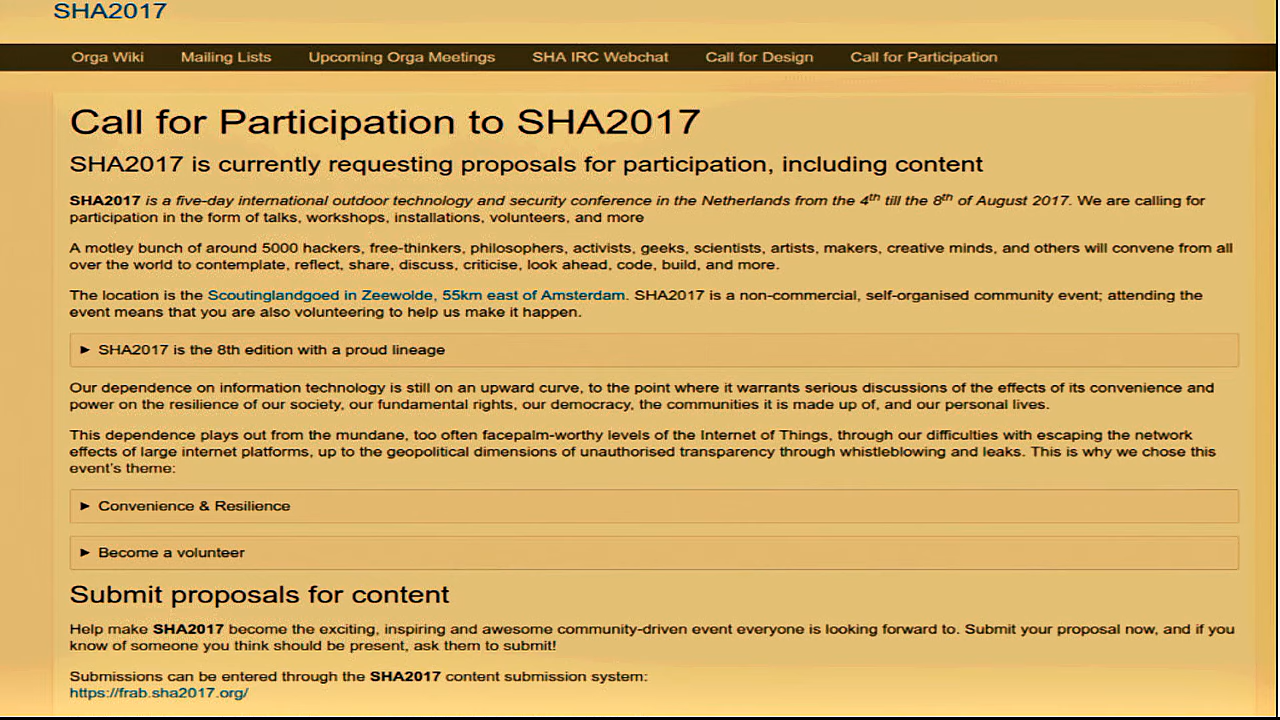 SHA2017
Orga Wiki Mailing Lists Upcoming Orga Meetings SHA IRC Webchat Call for Design Call for Participation
Call for Participation to SHA2017
SHA2017 is currently requesting proposals for participation, including content
SHA2017 is a five-day international outdoor technology and security conference in the Netherlands from the 4th till the 8th of August 2017. We are calling for
participation in the form of talks, workshops, installations, volunteers, and more
A motley bunch of around 5000 hackers, free-thinkers, philosophers, activists, geeks, scientists, artists, makers, creative minds, and others will convene from all
over the world to contemplate, reflect, share, discuss, criticise, look ahead, code, build, and more.
The location is the Scoutinglandgoed in Zeewolde, 55km east of Amsterdam. SHA2017 is a non-commercial, self-organised community event; attending the
event means that you are also volunteering to help us make it happen.
► SHA2017 is the 8th edition with a proud lineage
Our dependence on information technology is still on an upward curve, to the point where it warrants serious discussions of the effects of its convenience and
power on the resilience of our society, our fundamental rights, our democracy, the communities it is made up of, and our personal lives.
This dependence plays out from the mundane, too often facepalm-worthy levels of the Internet of Things, through our difficulties with escaping the network
effects of large internet platforms, up to the geopolitical dimensions of unauthorised transparency through whistleblowing and leaks. This is why we chose this
event's theme:
► Convenience & Resilience
► Become a volunteer
Submit proposals for content
Help make SHA2017 become the exciting, inspiring and awesome community-driven event everyone is looking forward to. Submit your proposal now, and if you
know of someone you think should be present, ask them to submit!
Submissions can be entered through the SHA2017 content submission system:
https://frab.sha2017.org/